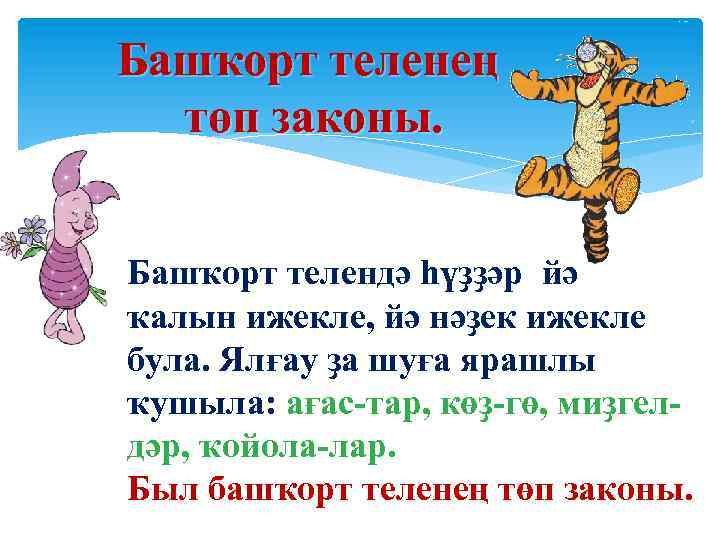 Башҡорт теленең
төп законы.
Башҡорт телендә һүҙҙәр йә
ҡалын ижекле, йә нәҙек ижекле
була. Ялғау ҙа шуға ярашлы
ҡушыла: ағас-тар, көҙ-гө, миҙгел-
дәр, ҡойола-лар.
Был башҡорт теленең төп законы.